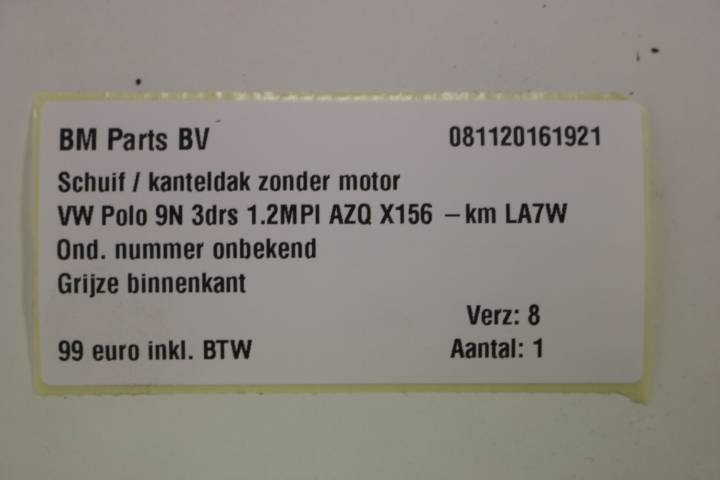 BM Parts BV 081120161921
Schuif / kanteldak zonder motor
VW Polo 9N 3drs 1.2MPI AZQ X156 – km LA7W
Ond. nummer onbekend
Grijze binnenkant
Verz: 8
99 euro inkl. BTW Aantal: 1